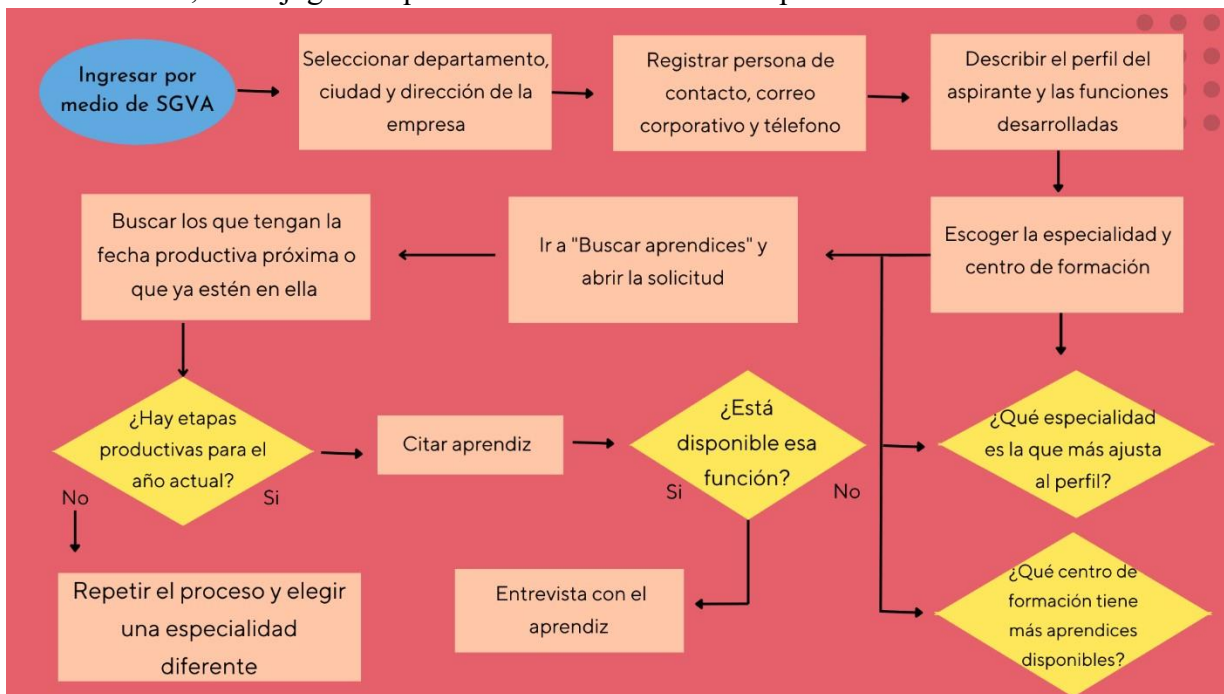 Ingresar por
medio de SGVA
Seleccionar departamento,
ciudad y dirección de la
empresa
Registrar persona de
contacto, correo
corporativo y télefono
Describir el perfil del
aspirante y las funciones
desarrolladas
Buscar los que tengan la
fecha productiva próxima o
que ya estén en ella
Ir a "Buscar aprendices" y
abrir la solicitud
Escoger la especialidad y
centro de formación
¿Hay etapas
productivas para el
año actual?
No
Si
Citar aprendiz
¿Está
disponible esa
función?
Si
No
¿Qué especialidad
es la que más ajusta
al perfil?
Repetir el proceso y elegir
una especialidad
diferente
Entrevista con el
aprendiz
¿Qué centro de
formación tiene
más aprendices
disponibles?